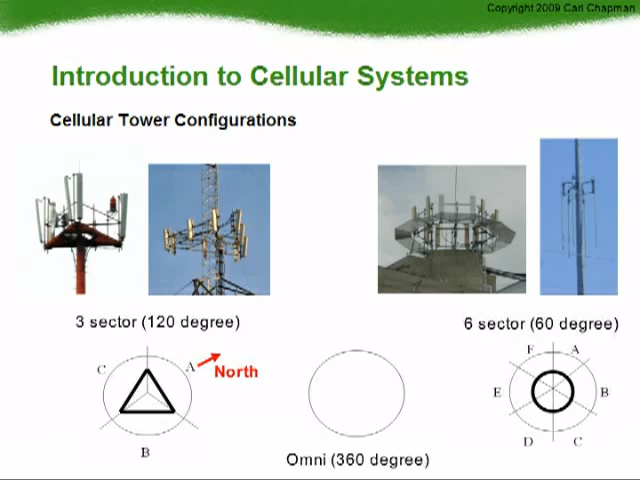 Copyright 2009 Carl Chapman
Introduction to Cellular Systems
Cellular Tower Configurations
3 sector (120 degree)
6 sector (60 degree)
C
A
North
B
Omni (360 degree)
F
A
E
B
D
C